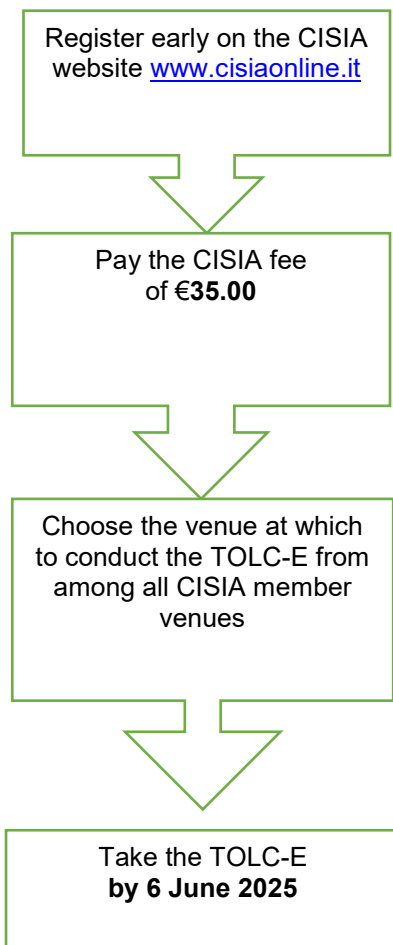 Register early on the CISIA
website www.cisiaonline.it
Pay the CISIA fee
of €35.00
Choose the venue at which
to conduct the TOLC-E from
among all CISIA member
venues
Take the TOLC-E
by 6 June 2025